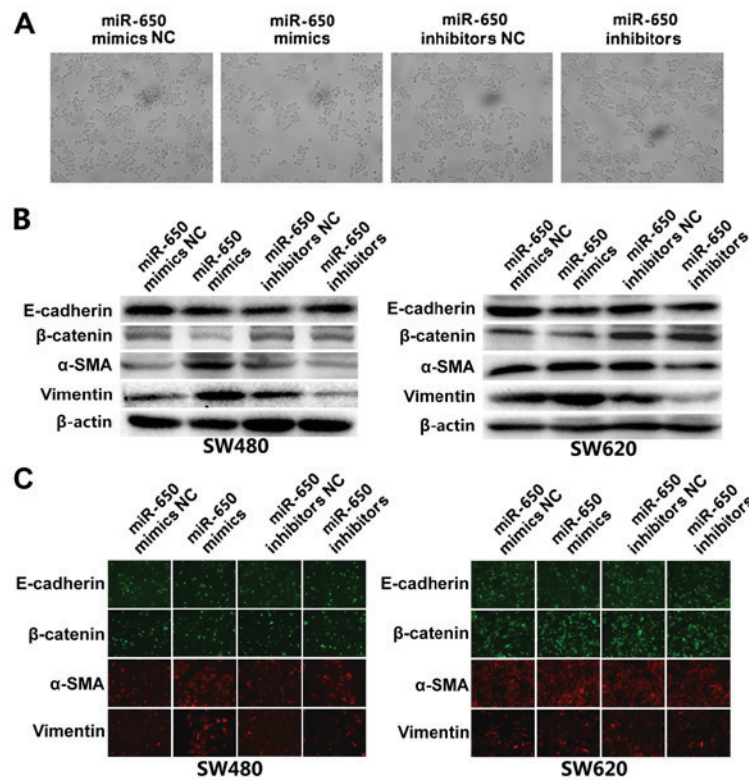 A
miR-650
mimics NC
miR-650
mimics
miR-650
inhibitors NC
miR-650
inhibitors
B
miR-650
mimics NC
miR-650
mimics
miR-650
inhibitors NC
miR-650
inhibitors
E-cadherin
β-catenin
α-SMA
Vimentin
β-actin
SW480
miR-650
mimics NC
miR-650
mimics
miR-650
inhibitors NC
miR-650
inhibitors
E-cadherin
β-catenin
α-SMA
Vimentin
β-actin
SW620
C
miR-650
mimics NC
miR-650
mimics
miR-650
inhibitors NC
miR-650
inhibitors
E-cadherin
β-catenin
α-SMA
Vimentin
SW480
miR-650
mimics NC
miR-650
mimics
miR-650
inhibitors NC
miR-650
inhibitors
E-cadherin
β-catenin
α-SMA
Vimentin
SW620